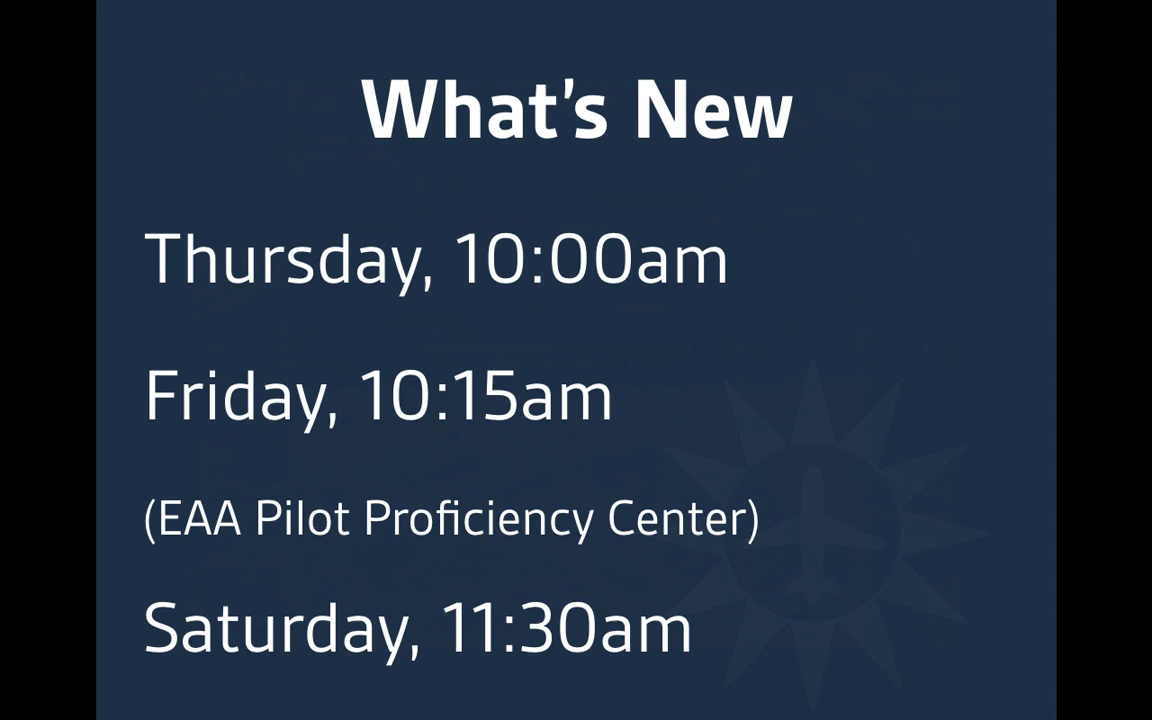 What’s New
Thursday, 10:00am
Friday, 10:15am
(EAA Pilot Proficiency Center)
Saturday, 11:30am